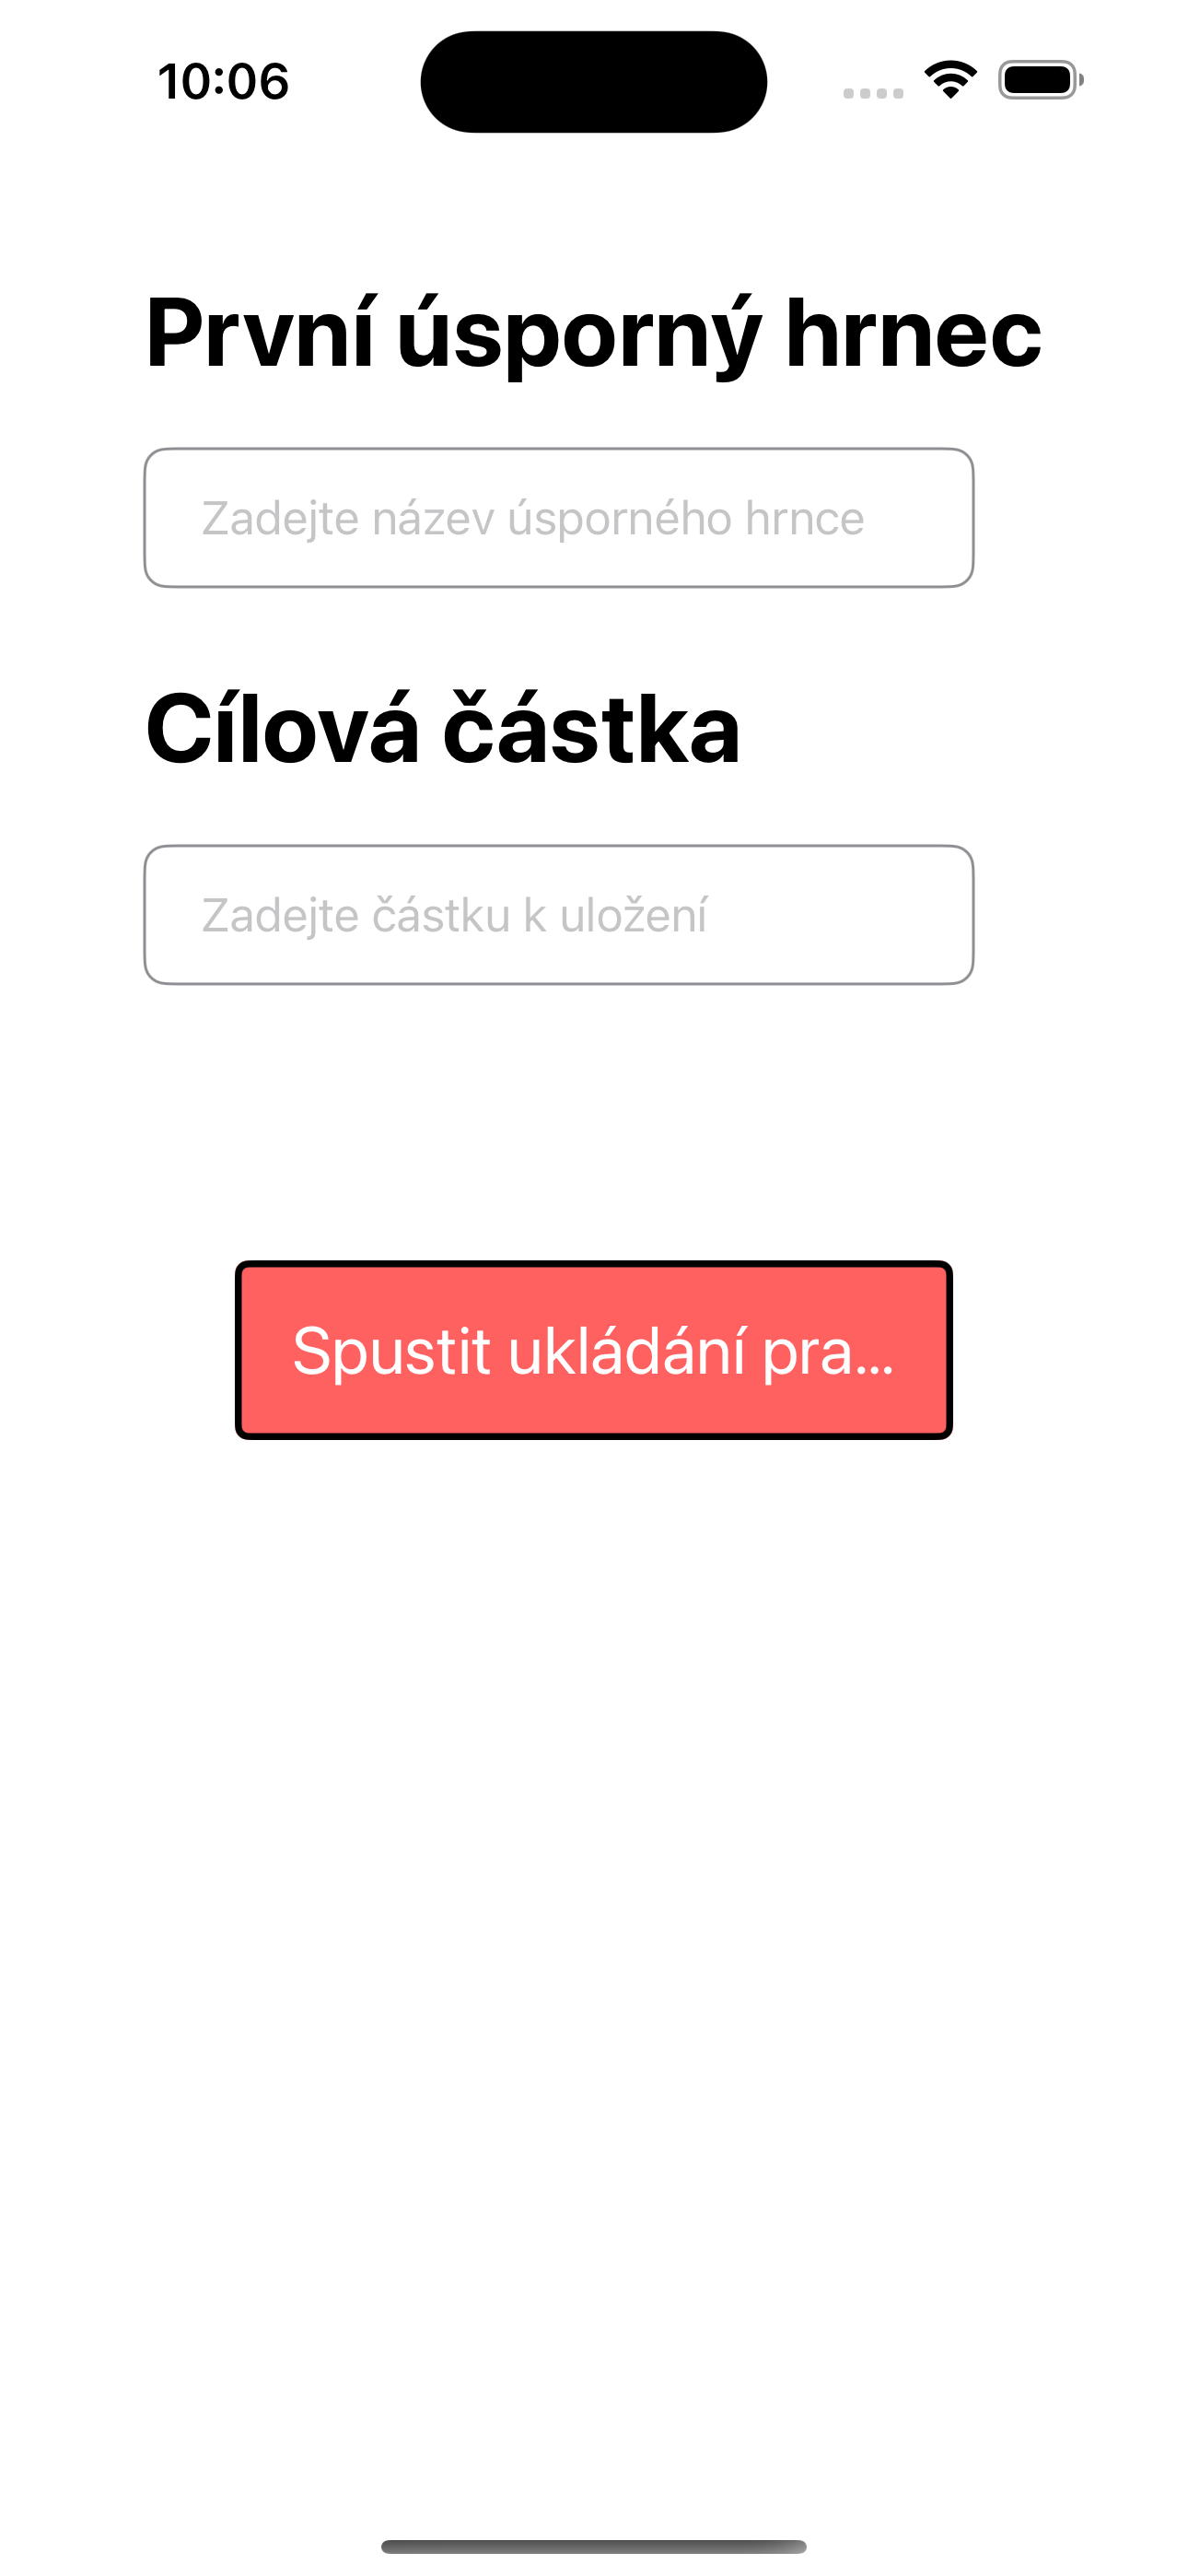 10:06
První úsporný hrnec
Zadejte název úsporného hrnce
Cílová částka
Zadejte částku k uložení
Spustit ukládání pra...